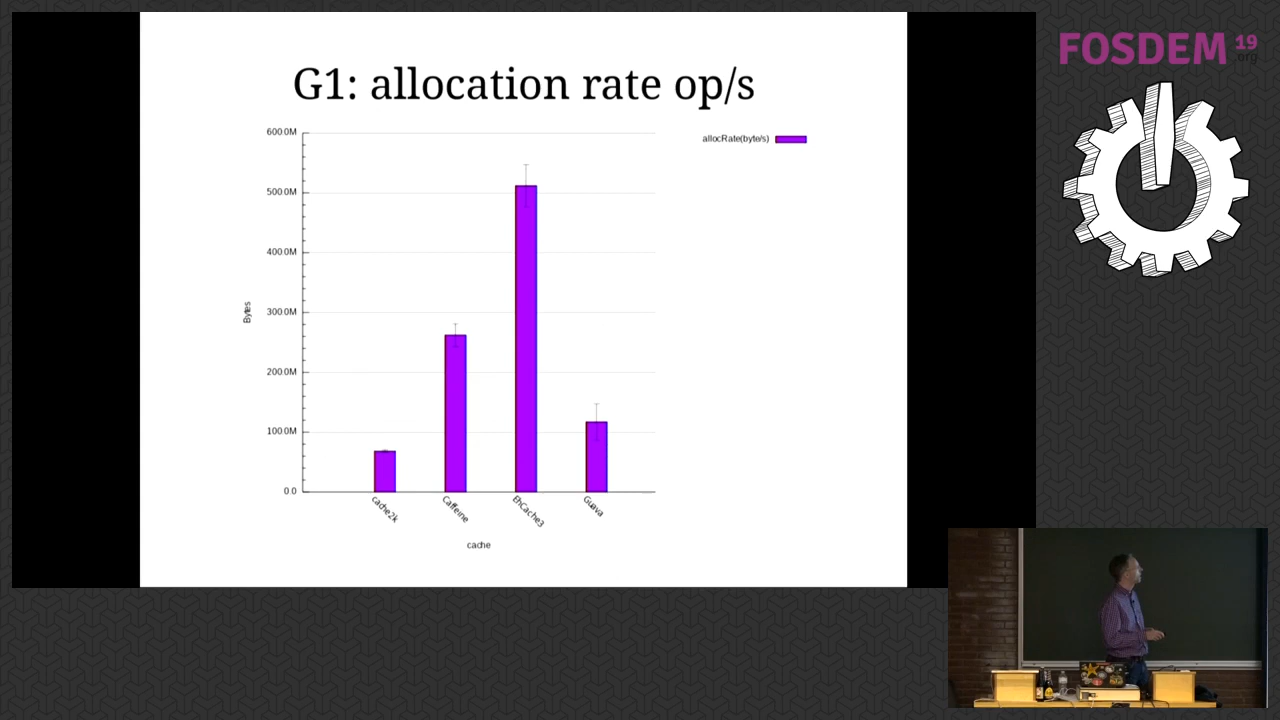 G1: allocation rate op/s
allocRate(byte/s)
600.0M
500.0M
400.0M
300.0M
200.0M
100.0M
0.0
Bytes
cache2k
Caffeine
EhCache3
Guava
cache
FOSDEM 19
.org